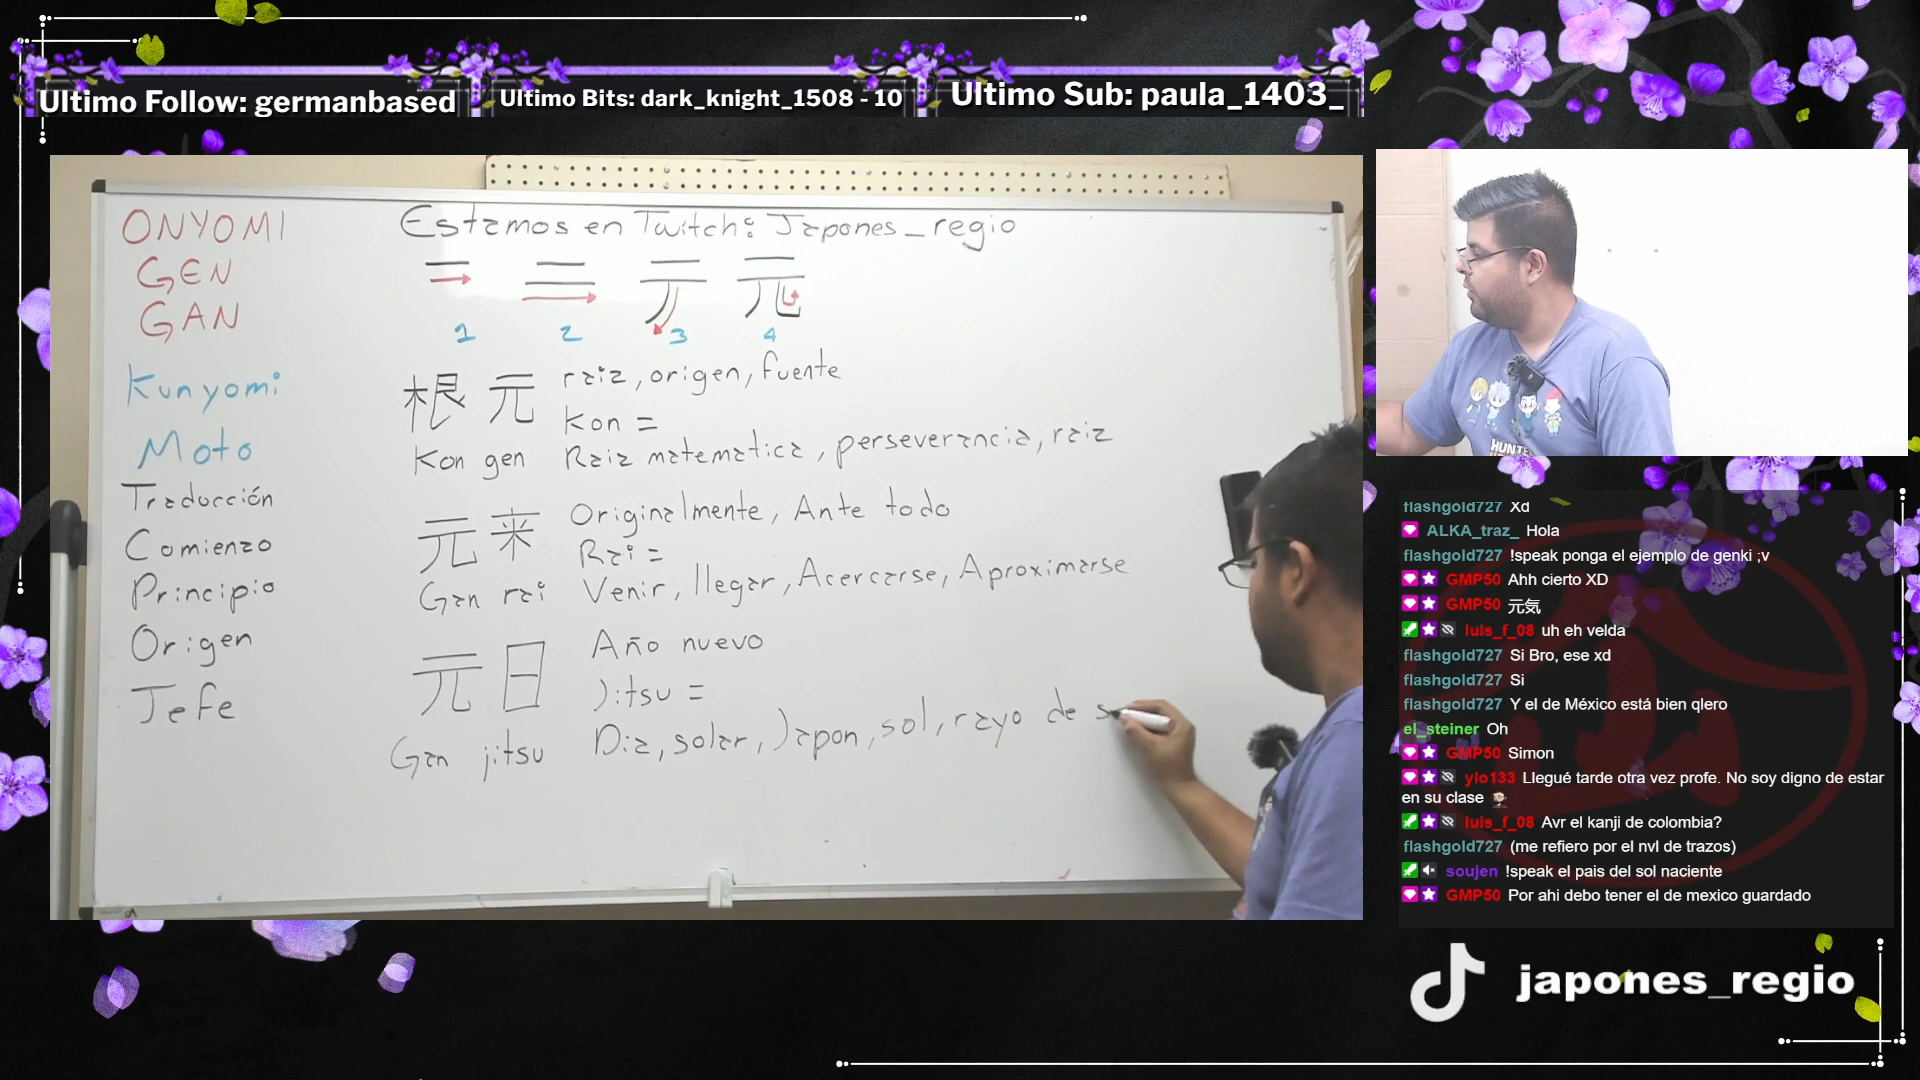 Ultimo Follow: germanbased
Ultimo Bits: dark_knight_1508 - 10
Ultimo Sub: paula_1403_
ONYOMI
GEN
GAN
Kunyomi
Moto
Traducción
Comienzo
Principio
Origen
Jefe
Estamos en Twitch: Japones_regio
1 2 3 4
根元 raiz, origen, fuente
Kon =
Kon gen Raiz matematica, perseverancia, raiz
元来 Originalmente, Ante todo
Rai =
Gan rai Venir, llegar, Acercarse, Aproximarse
元日 Año nuevo
Jitsu =
Gan jitsu Dia, solar, Japon, sol, rayo de s
HUNTE
flashgold727 Xd
ALKA_traz_ Hola
flashgold727 !speak ponga el ejemplo de genki ;v
GMP50 Ahh cierto XD
GMP50 元気
luis_f_08 uh eh velda
flashgold727 Si Bro, ese xd
flashgold727 Si
flashgold727 Y el de México está bien qlero
el_steiner Oh
GMP50 Simon
ylo133 Llegué tarde otra vez profe. No soy digno de estar
en su clase
luis_f_08 Avr el kanji de colombia?
flashgold727 (me refiero por el nvl de trazos)
soujen !speak el pais del sol naciente
GMP50 Por ahi debo tener el de mexico guardado
japones_regio